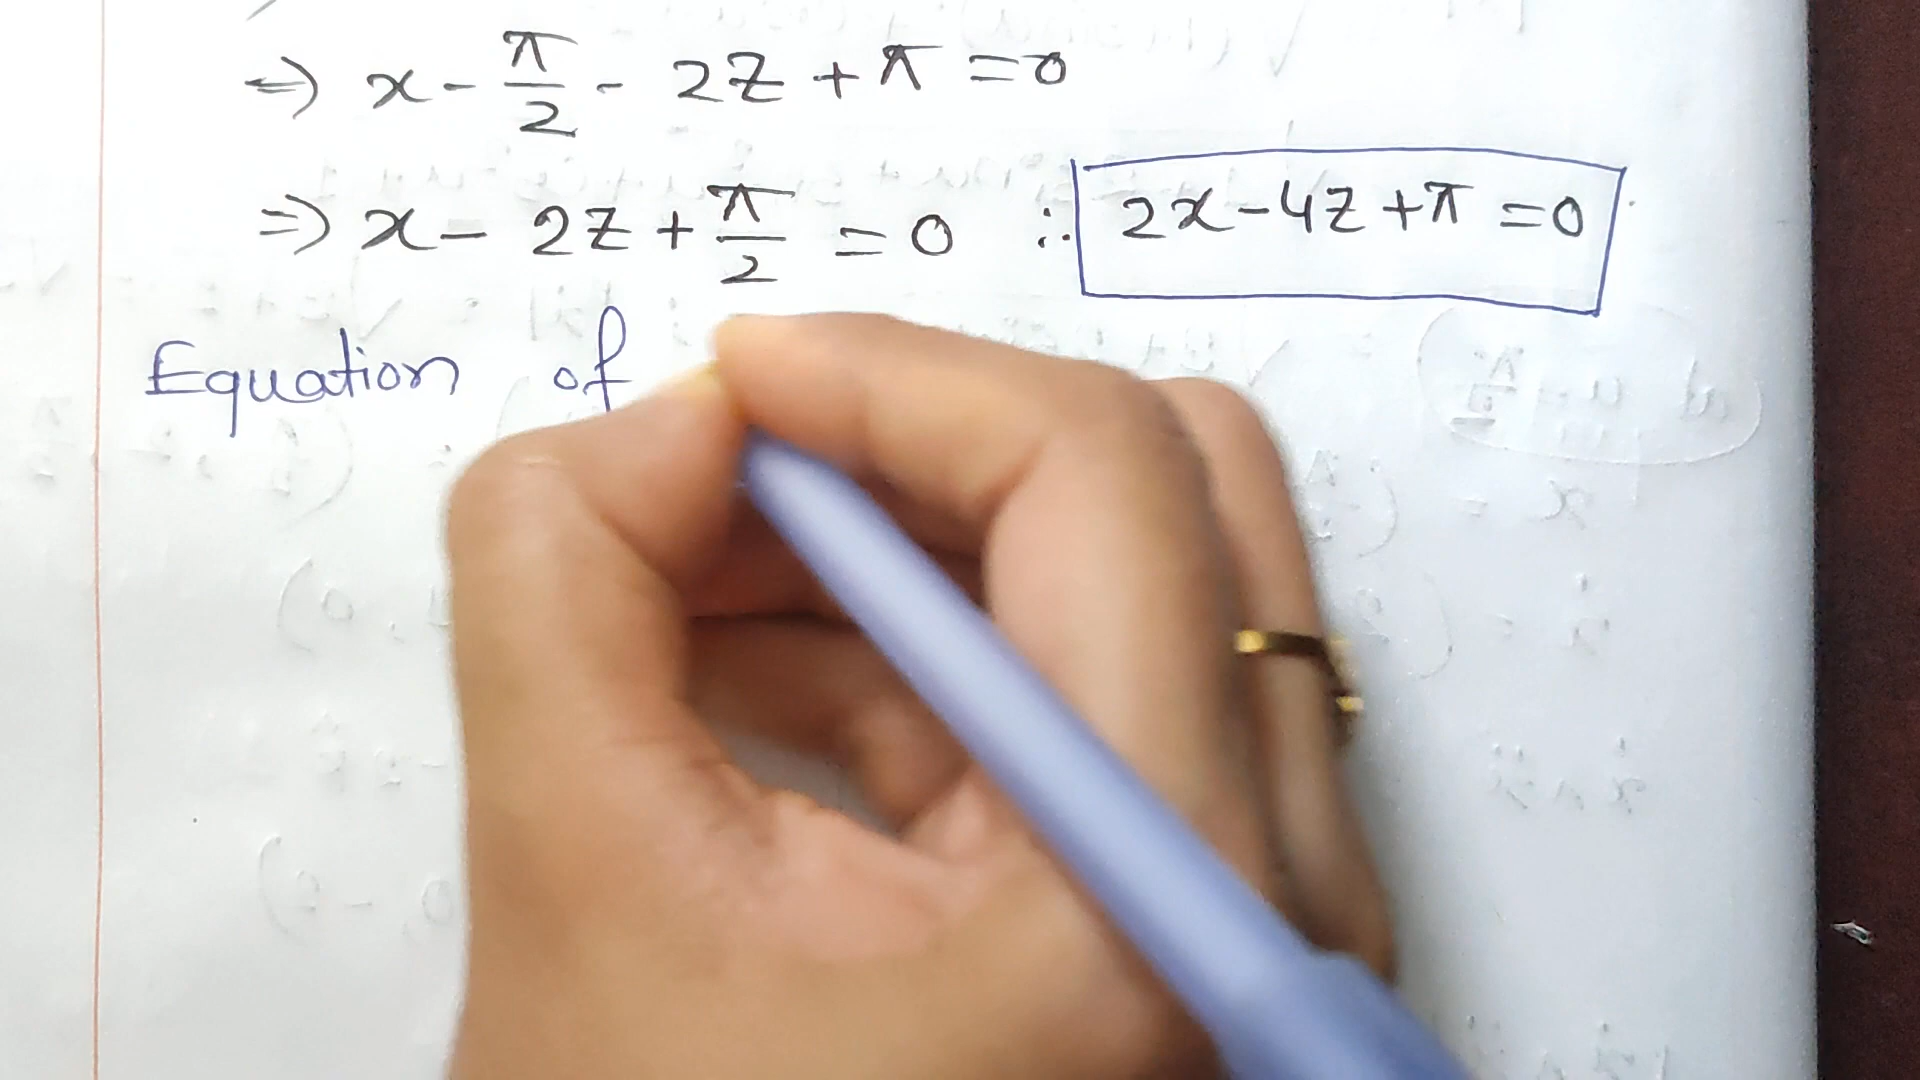 ⇒ x - π/2 - 2z + π = 0
⇒ x - 2z + π/2 = 0 ∴ 2x - 4z + π = 0
Equation of